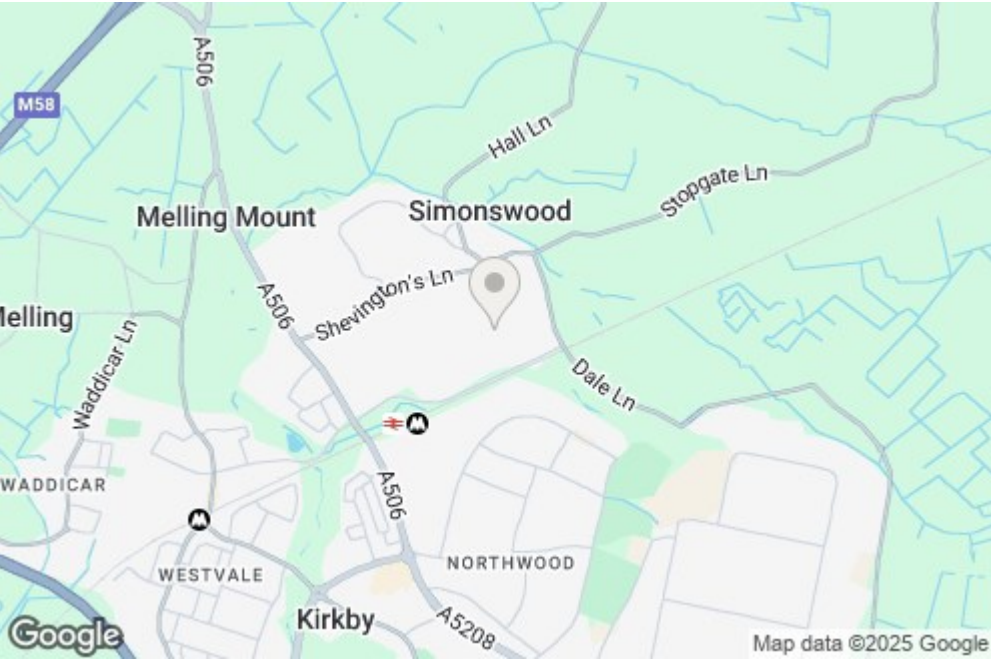 A506
M58
Hall Ln
Stopgate Ln
Melling Mount
Simonswood
Shevington's Ln
A506
Melling
Waddicar Ln
Dale Ln
WADDICAR
A506
NORTHWOOD
WESTVALE
Kirkby
A5208
Google
Map data ©2025 Google